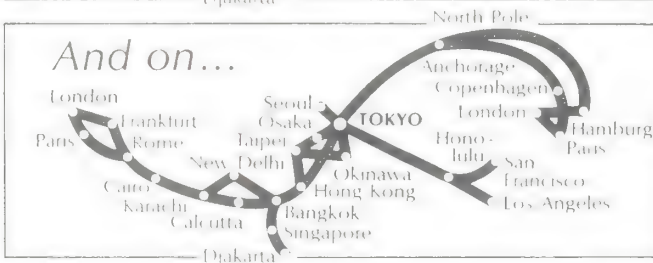 North Pole
And on...
Anchorage
Copenhagen
London
Hamburg
Paris
London
Frankfurt
Paris
Rome
Seoul
Osaka
TOKYO
Taipei
New
Delhi
Okinawa
Hong Kong
Hono-
lulu
San
Francisco
Los Angeles
Cairo
Karachi
Calcutta
Bangkok
Singapore
Djakarta